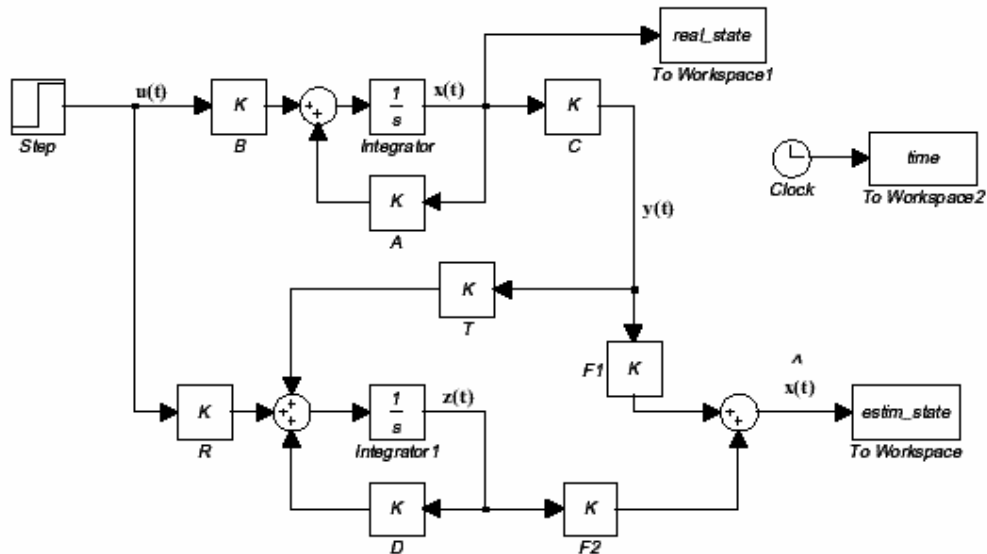 real_state
To Workspace1
u(t)
K
1
s
x(t)
K
Step
B
Integrator
C
time
Clock
To Workspace2
K
A
y(t)
K
T
F1
K
^
x(t)
K
1
s
z(t)
estim_state
R
Integrator1
To Workspace
K
D
K
F2